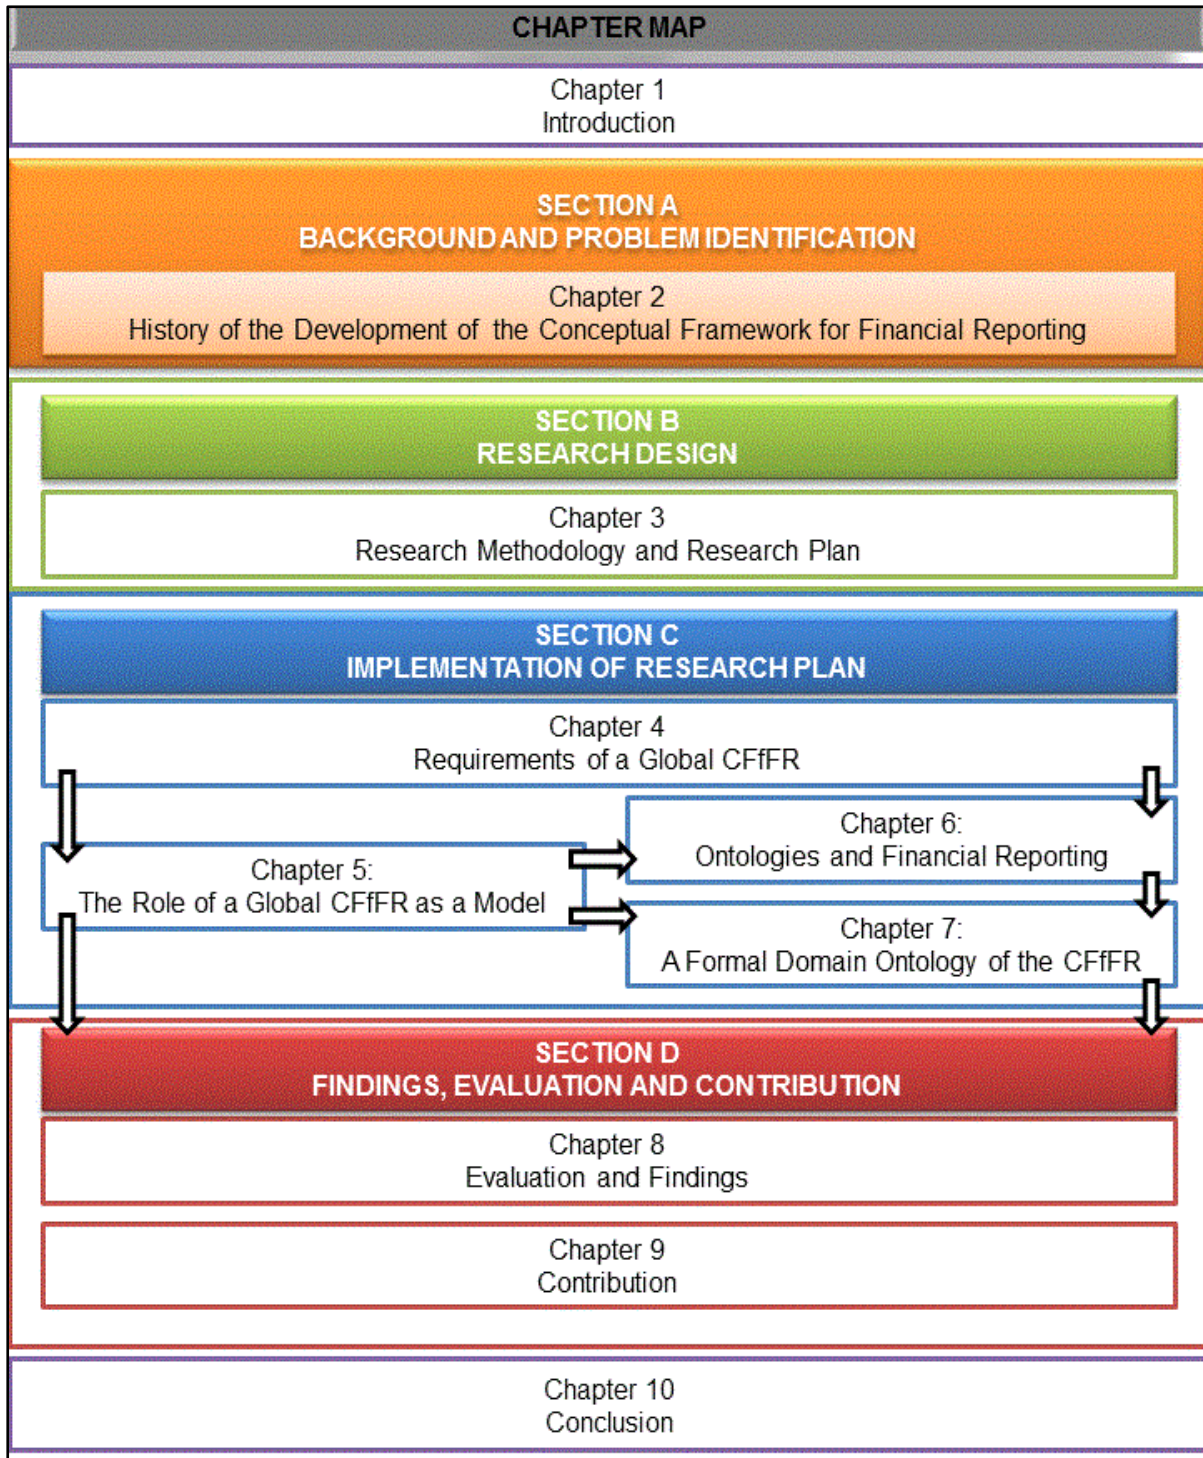 CHAPTER MAP
Chapter 1
Introduction
SECTION A
BACKGROUND AND PROBLEM IDENTIFICATION
Chapter 2
History of the Development of the Conceptual Framework for Financial Reporting
SECTION B
RESEARCH DESIGN
Chapter 3
Research Methodology and Research Plan
SECTION C
IMPLEMENTATION OF RESEARCH PLAN
Chapter 4
Requirements of a Global CFfFR
Chapter 5:
The Role of a Global CFfFR as a Model
Chapter 6:
Ontologies and Financial Reporting
Chapter 7:
A Formal Domain Ontology of the CFfFR
SECTION D
FINDINGS, EVALUATION AND CONTRIBUTION
Chapter 8
Evaluation and Findings
Chapter 9
Contribution
Chapter 10
Conclusion